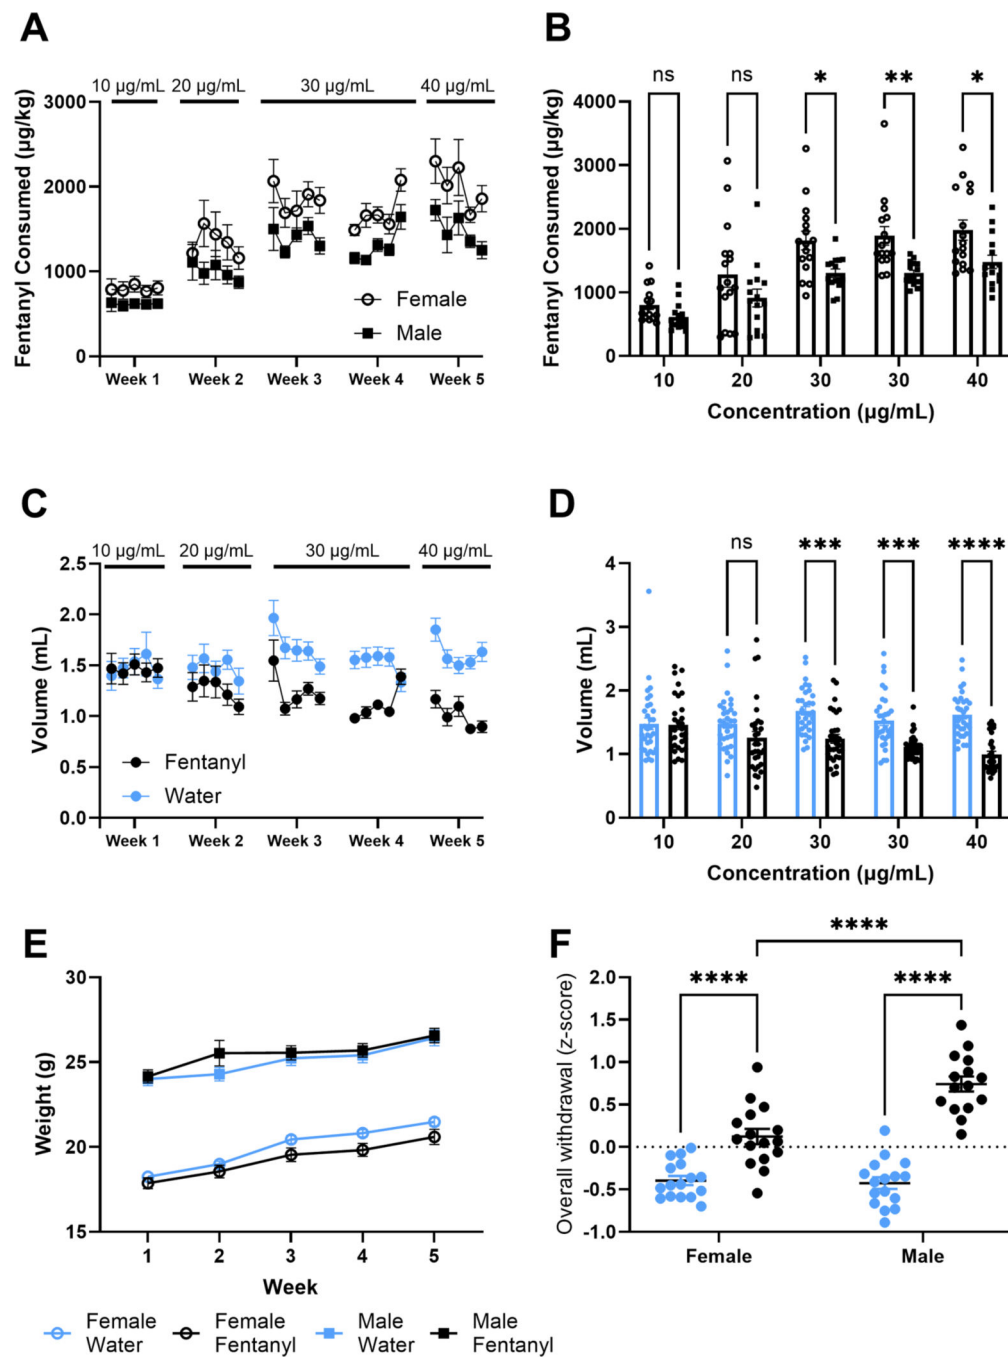 A
10 µg/mL 20 µg/mL 30 µg/mL 40 µg/mL
Fentanyl Consumed (µg/kg)
3000
2000
1000
0
Female
Male
Week 1 Week 2 Week 3 Week 4 Week 5
B
ns ns * ** *
Fentanyl Consumed (µg/kg)
4000
3000
2000
1000
0
10 20 30 30 40
Concentration (µg/mL)
C
10 µg/mL 20 µg/mL 30 µg/mL 40 µg/mL
Volume (mL)
2.5
2.0
1.5
1.0
0.5
0.0
Fentanyl
Water
Week 1 Week 2 Week 3 Week 4 Week 5
D
ns *** *** ****
Volume (mL)
4
3
2
1
0
10 20 30 30 40
Concentration (µg/mL)
E
Weight (g)
30
25
20
15
1 2 3 4 5
Week
Female Water
Female Fentanyl
Male Water
Male Fentanyl
F
****
**** ****
Overall withdrawal (z-score)
2.0
1.5
1.0
0.5
0.0
-0.5
-1.0
Female Male